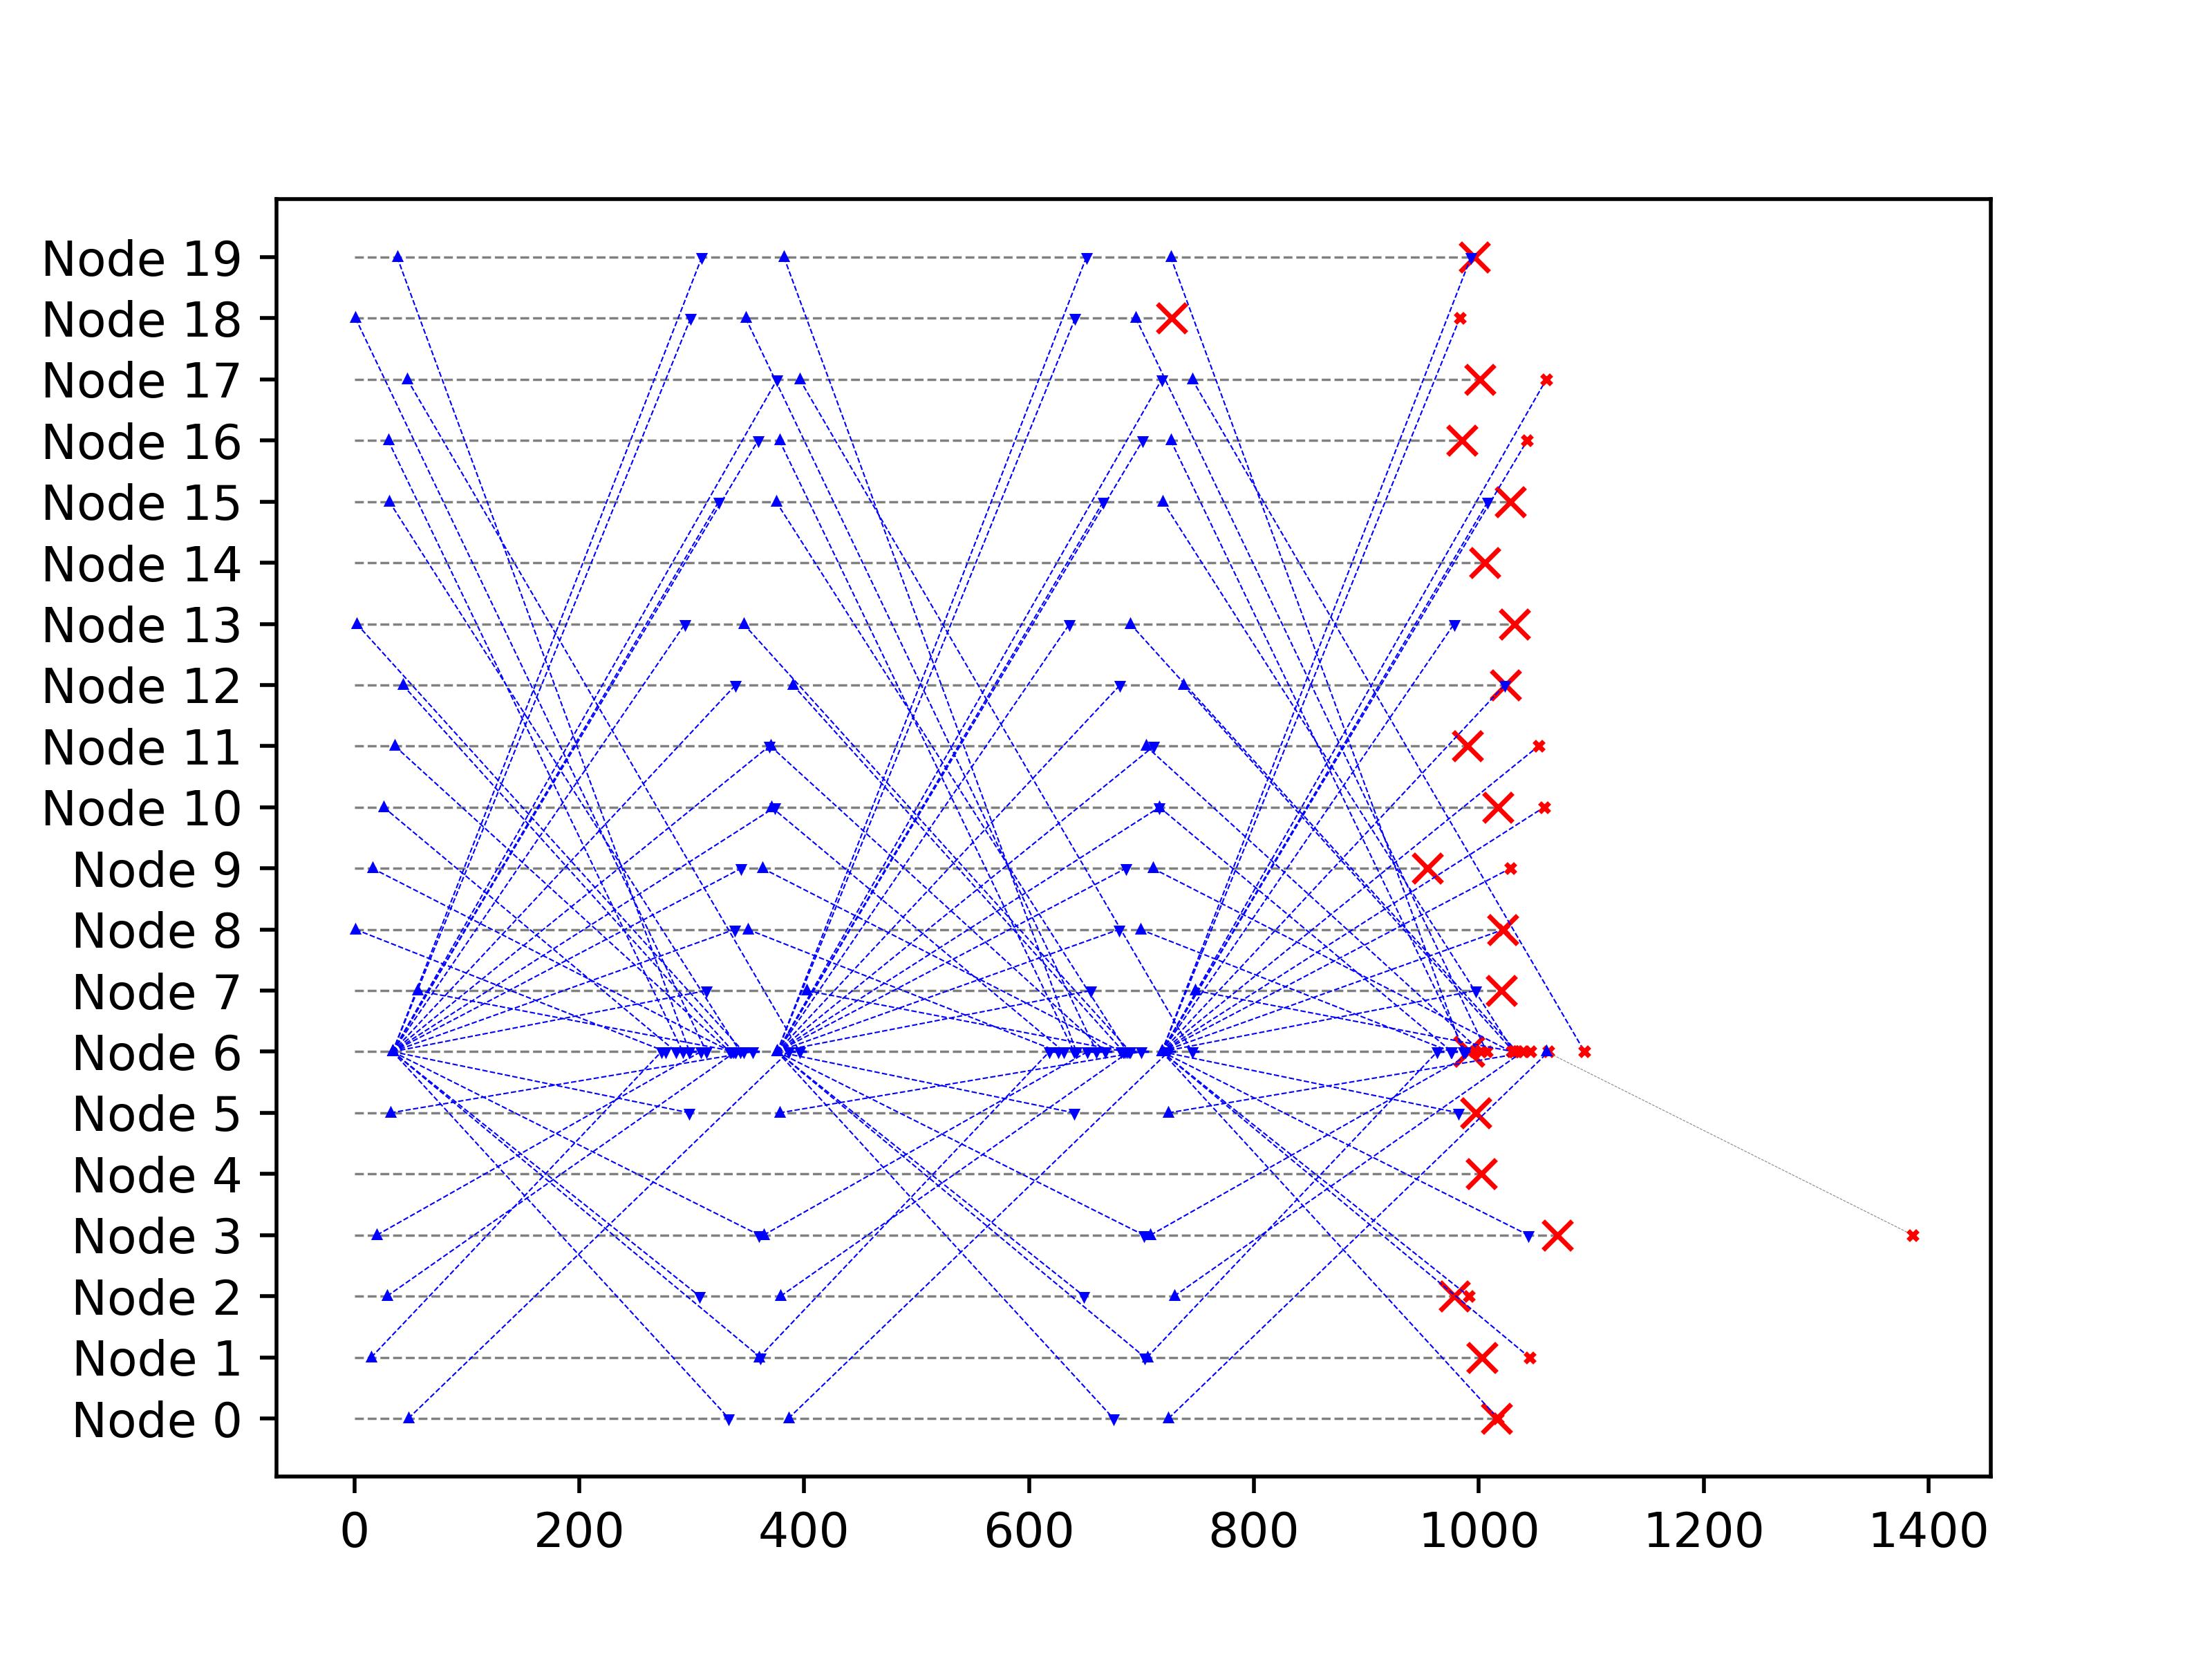 Node 19
Node 18
Node 17
Node 16
Node 15
Node 14
Node 13
Node 12
Node 11
Node 10
Node 9
Node 8
Node 7
Node 6
Node 5
Node 4
Node 3
Node 2
Node 1
Node 0
0 200 400 600 800 1000 1200 1400